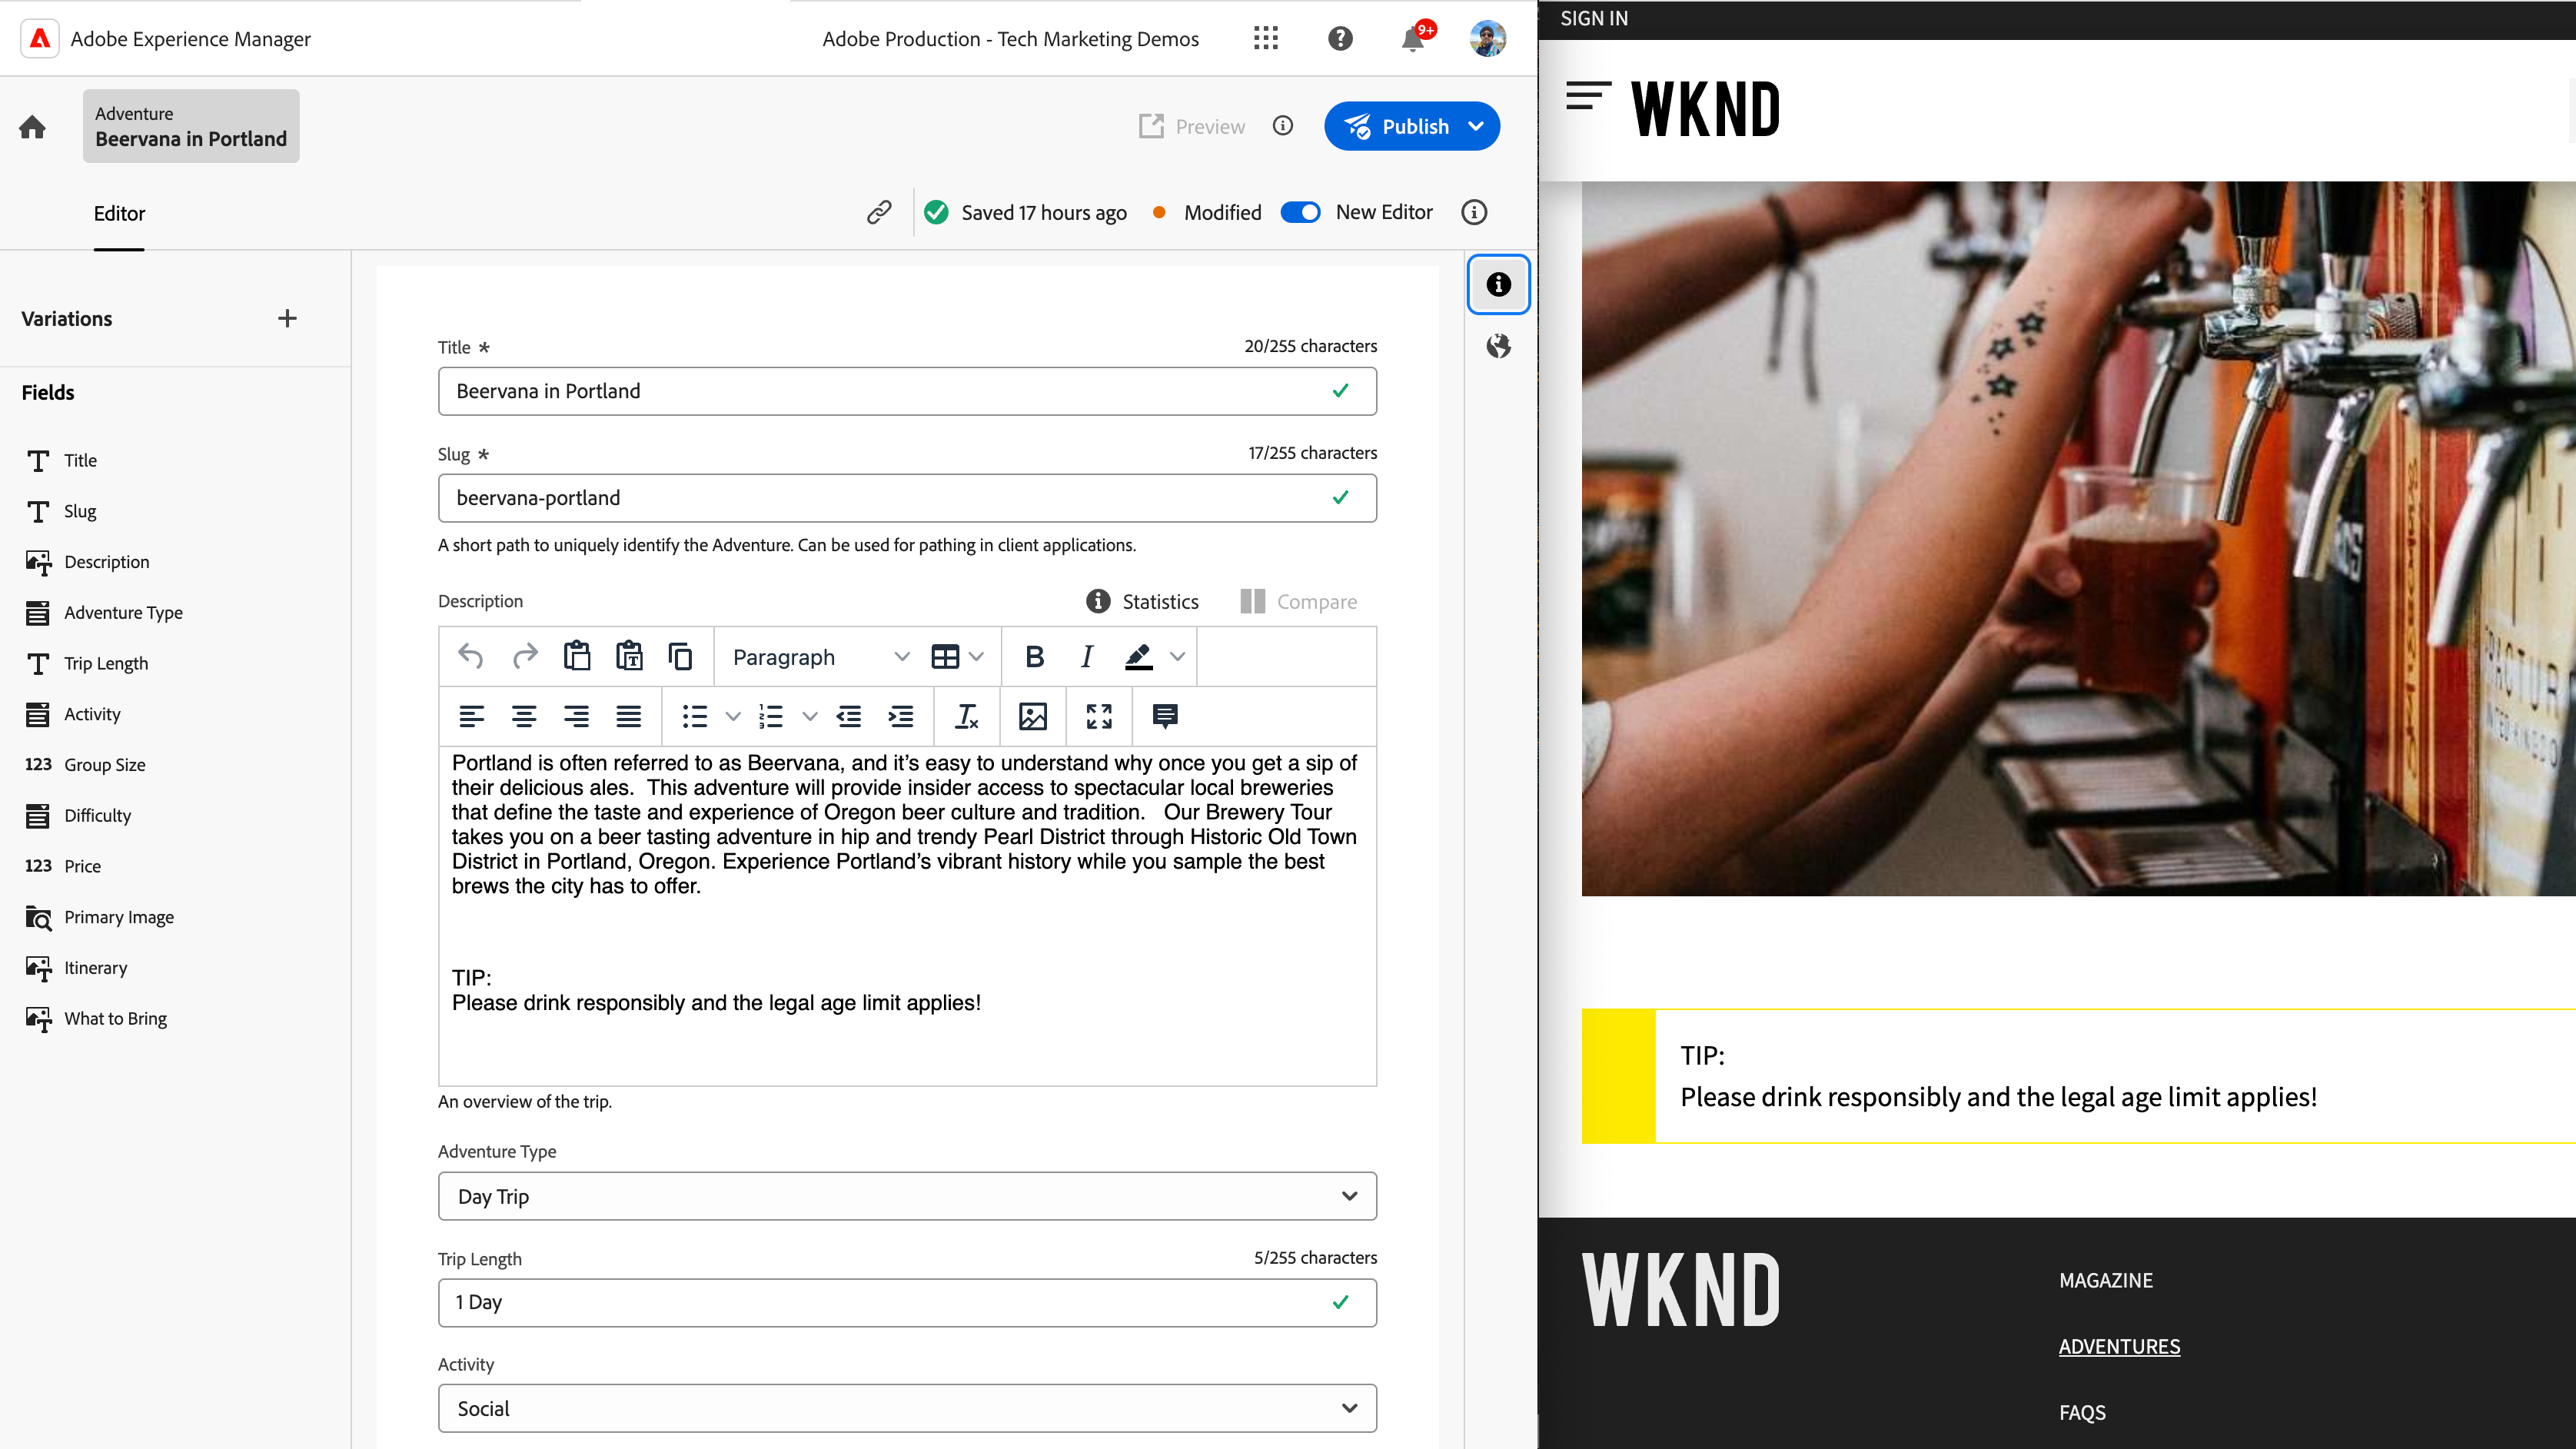 Adobe Experience Manager
Adobe Production - Tech Marketing Demos
9+
Adventure
Beervana in Portland
Preview
Publish
Editor
Saved 17 hours ago
Modified
New Editor
Variations
Fields
Title
Slug
Description
Adventure Type
Trip Length
Activity
123 Group Size
Difficulty
123 Price
Primary Image
Itinerary
What to Bring
Title *
20/255 characters
Beervana in Portland
Slug *
17/255 characters
beervana-portland
A short path to uniquely identify the Adventure. Can be used for pathing in client applications.
Description
Statistics
Compare
Paragraph
B
I
Portland is often referred to as Beervana, and it’s easy to understand why once you get a sip of
their delicious ales.  This adventure will provide insider access to spectacular local breweries
that define the taste and experience of Oregon beer culture and tradition.   Our Brewery Tour
takes you on a beer tasting adventure in hip and trendy Pearl District through Historic Old Town
District in Portland, Oregon. Experience Portland’s vibrant history while you sample the best
brews the city has to offer.
TIP:
Please drink responsibly and the legal age limit applies!
An overview of the trip.
Adventure Type
Day Trip
Trip Length
5/255 characters
1 Day
Activity
Social
SIGN IN
WKND
TIP:
Please drink responsibly and the legal age limit applies!
WKND
MAGAZINE
ADVENTURES
FAQS